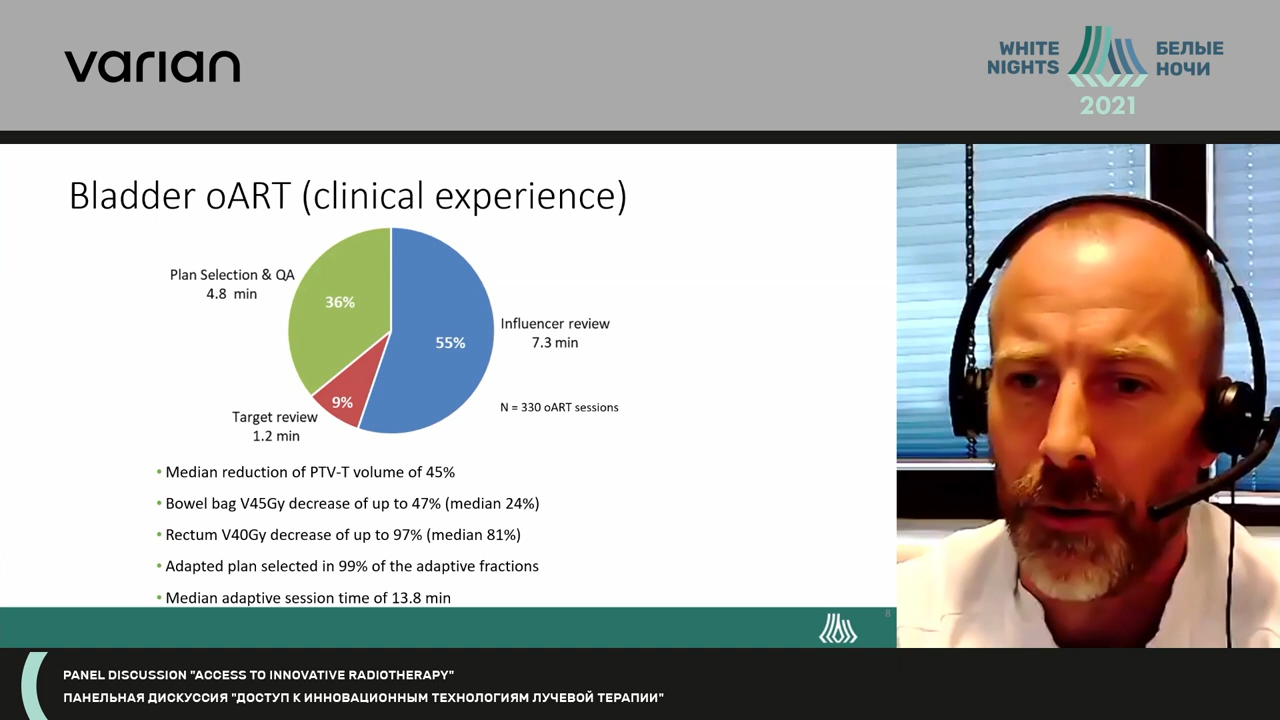 varian
WHITE
NIGHTS
БЕЛЫЕ
НОЧИ
2021
Bladder oART (clinical experience)
Plan Selection & QA
4.8 min
36%
Influencer review
7.3 min
55%
9%
Target review
1.2 min
N = 330 oART sessions
• Median reduction of PTV-T volume of 45%
• Bowel bag V45Gy decrease of up to 47% (median 24%)
• Rectum V40Gy decrease of up to 97% (median 81%)
• Adapted plan selected in 99% of the adaptive fractions
• Median adaptive session time of 13.8 min
8
PANEL DISCUSSION "ACCESS TO INNOVATIVE RADIOTHERAPY"
ПАНЕЛЬНАЯ ДИСКУССИЯ "ДОСТУП К ИННОВАЦИОННЫМ ТЕХНОЛОГИЯМ ЛУЧЕВОЙ ТЕРАПИИ"